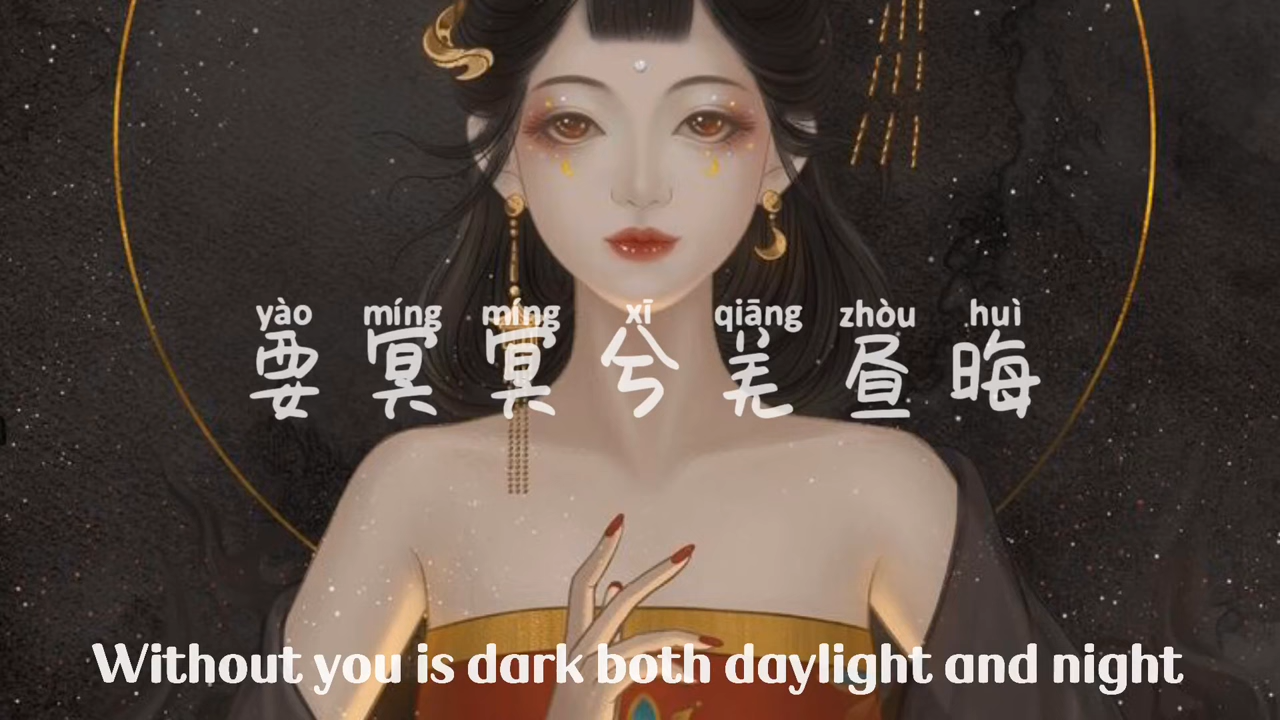 yào míng míng xī qiāng zhòu huì
要冥冥兮羌昼晦
Without you is dark both daylight and night